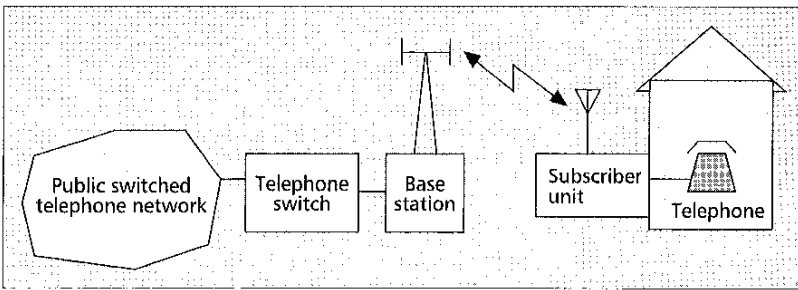 Public switched
telephone network
Telephone
switch
Base
station
Subscriber
unit
Telephone